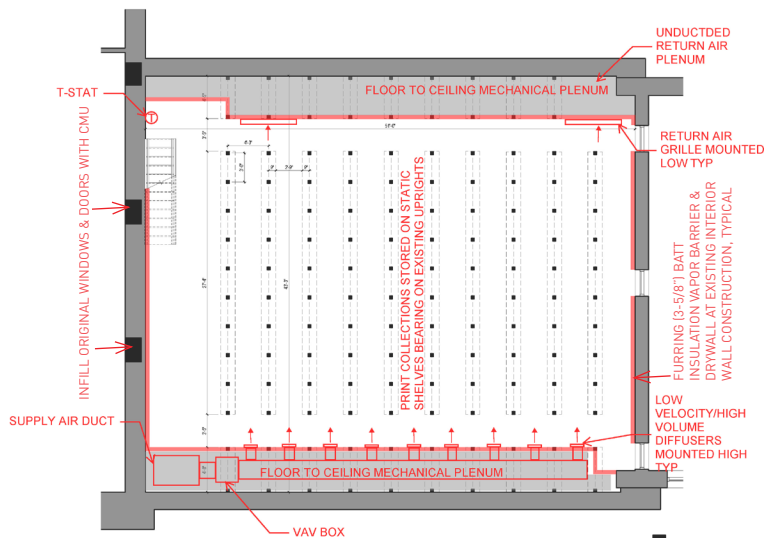 UNDUCTDED
RETURN AIR
PLENUM
FLOOR TO CEILING MECHANICAL PLENUM
T-STAT
T
RETURN AIR
GRILLE MOUNTED
LOW TYP
INFILL ORIGINAL WINDOWS & DOORS WITH CMU
PRINT COLLECTIONS STORED ON STATIC
SHELVES BEARING ON EXISTING UPRIGHTS
FURRING (3-5/8") BATT
INSULATION VAPOR BARRIER &
DRYWALL AT EXISTING INTERIOR
WALL CONSTRUCTION, TYPICAL
SUPPLY AIR DUCT
LOW
VELOCITY/HIGH
VOLUME
DIFFUSERS
MOUNTED HIGH
TYP
FLOOR TO CEILING MECHANICAL PLENUM
VAV BOX